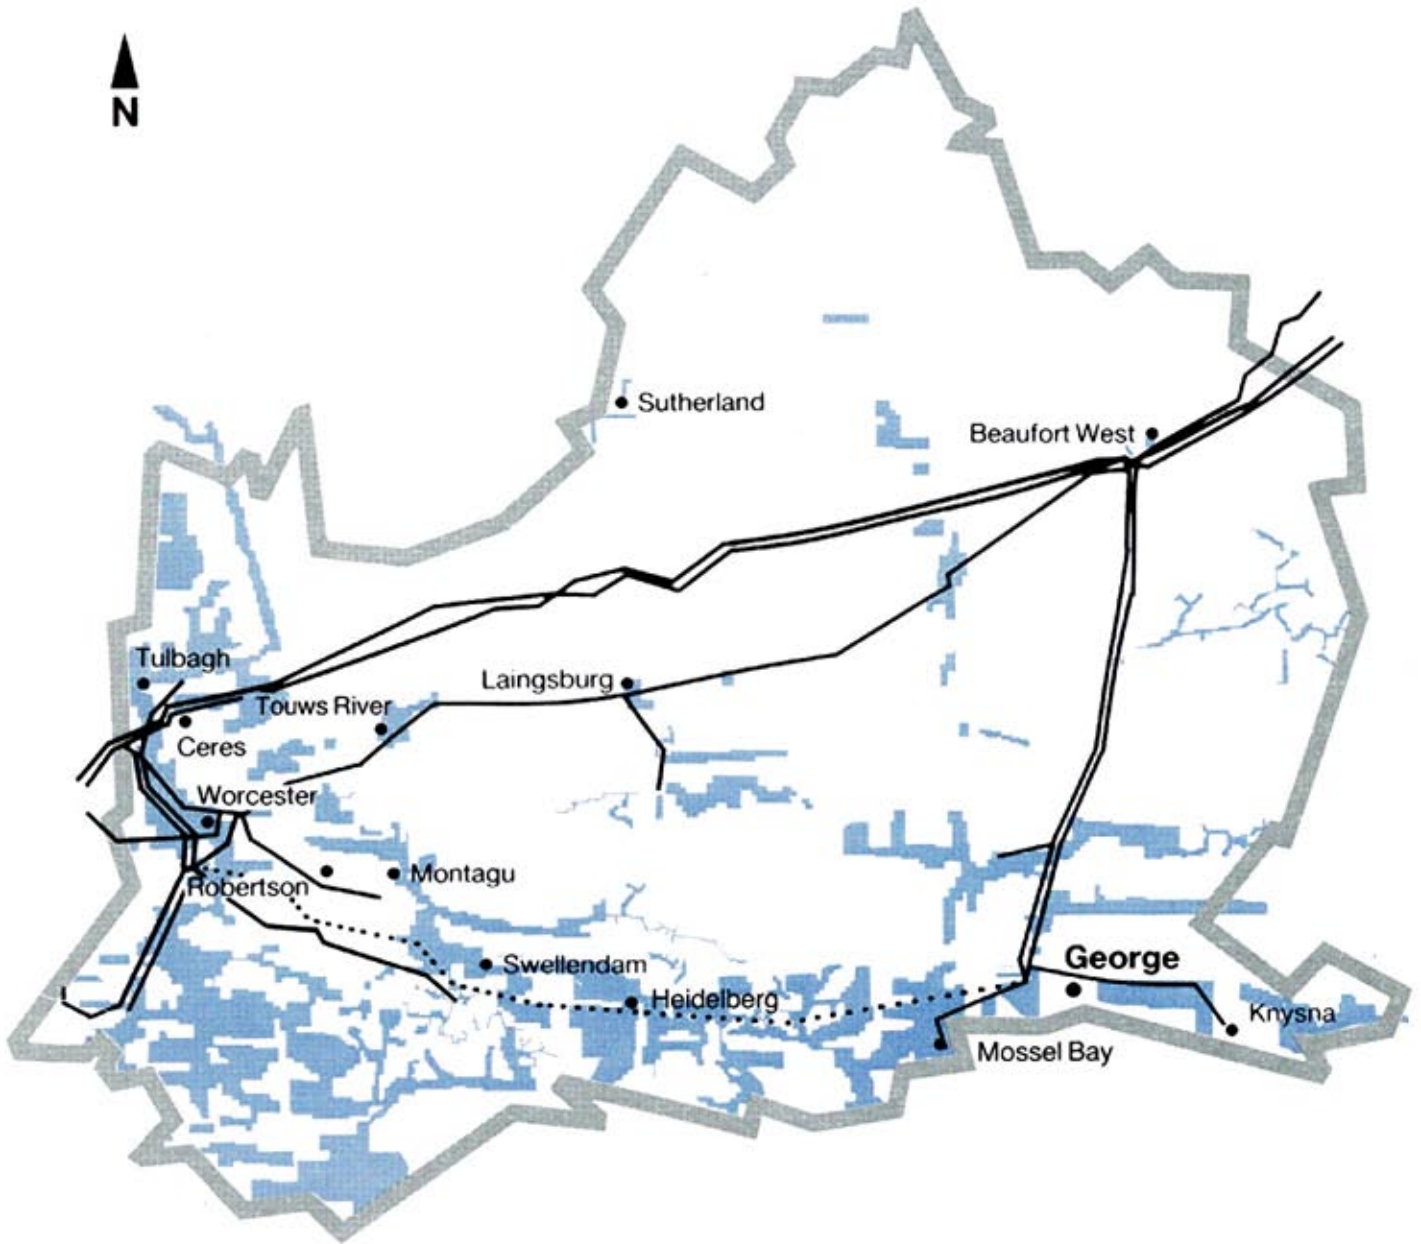 N
Sutherland
Beaufort West
Tulbagh
Laingsburg
Touws River
Ceres
Worcester
Montagu
Robertson
George
Swellendam
Heidelberg
Knysna
Mossel Bay